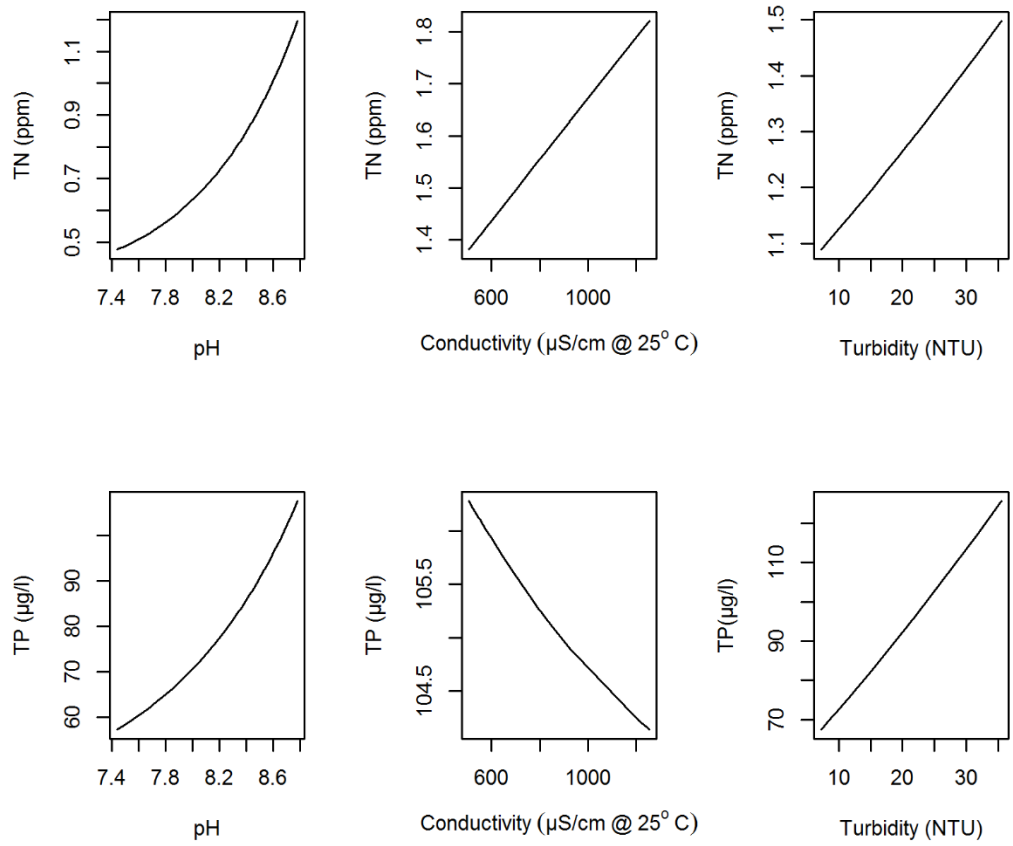 TN (ppm)
0.5 0.7 0.9 1.1
7.4 7.8 8.2 8.6
pH
TN (ppm)
1.4 1.5 1.6 1.7 1.8
600 1000
Conductivity (µS/cm @ 25° C)
TN (ppm)
1.1 1.2 1.3 1.4 1.5
10 20 30
Turbidity (NTU)
TP (µg/l)
60 70 80 90
7.4 7.8 8.2 8.6
pH
TP (µg/l)
104.5 105.5
600 1000
Conductivity (µS/cm @ 25° C)
TP(µg/l)
70 90 110
10 20 30
Turbidity (NTU)